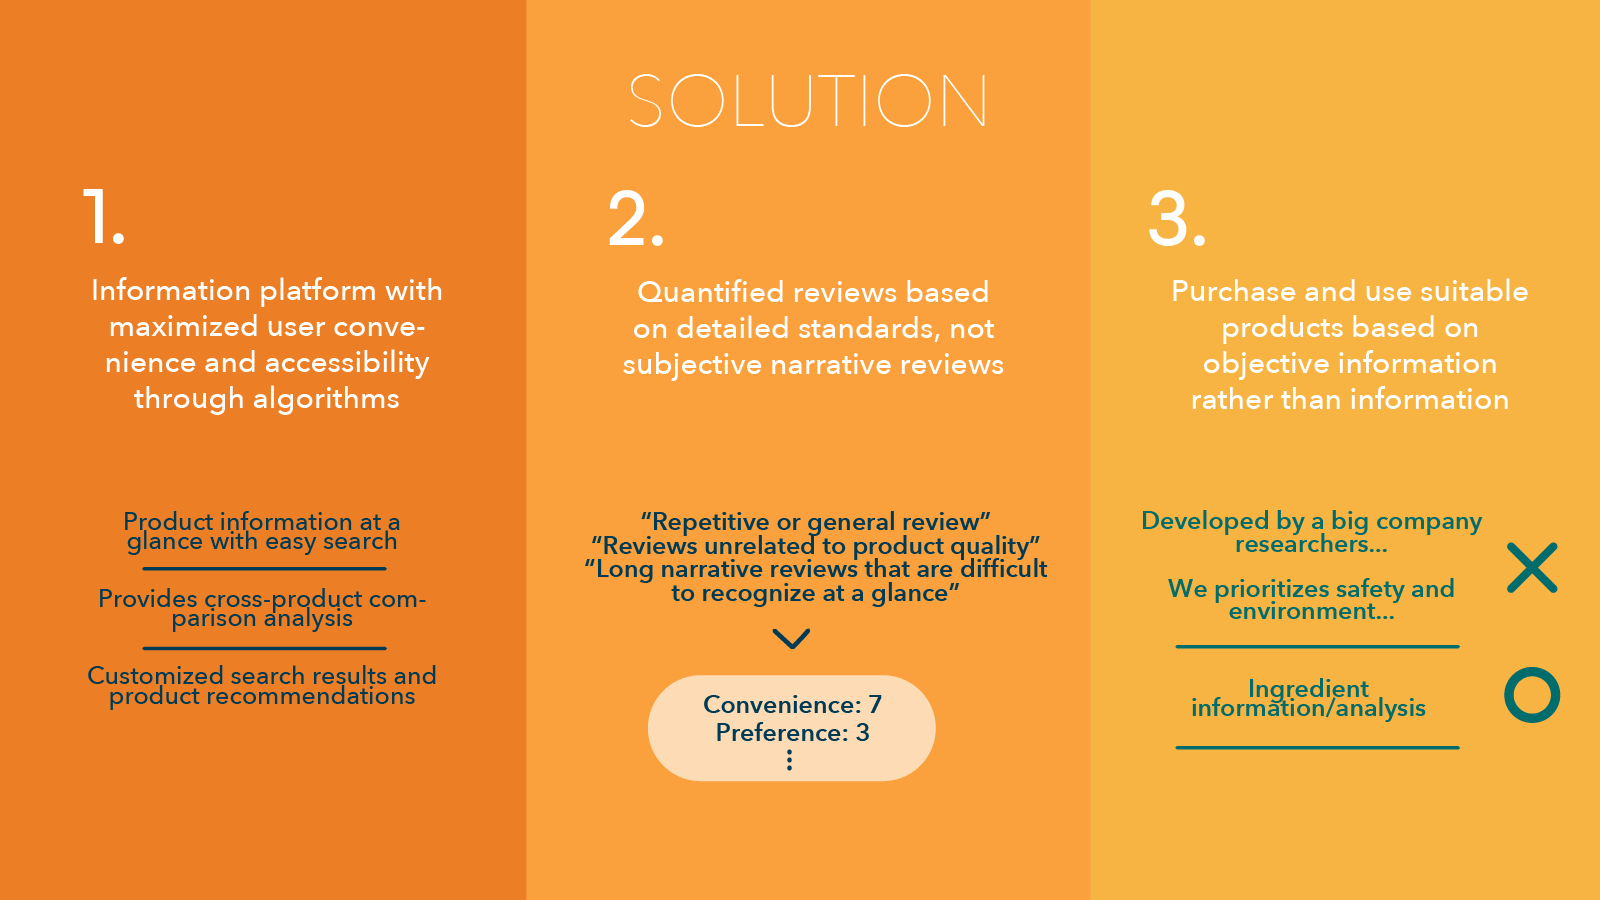 SOLUTION
1.
Information platform with
maximized user conve-
nience and accessibility
through algorithms
Product information at a
glance with easy search
Provides cross-product com-
parison analysis
Customized search results and
product recommendations
2.
Quantified reviews based
on detailed standards, not
subjective narrative reviews
“Repetitive or general review”
“Reviews unrelated to product quality”
“Long narrative reviews that are difficult
to recognize at a glance”
Convenience: 7
Preference: 3
⋮
3.
Purchase and use suitable
products based on
objective information
rather than information
Developed by a big company
researchers...
We prioritizes safety and
environment...
Ingredient
information/analysis